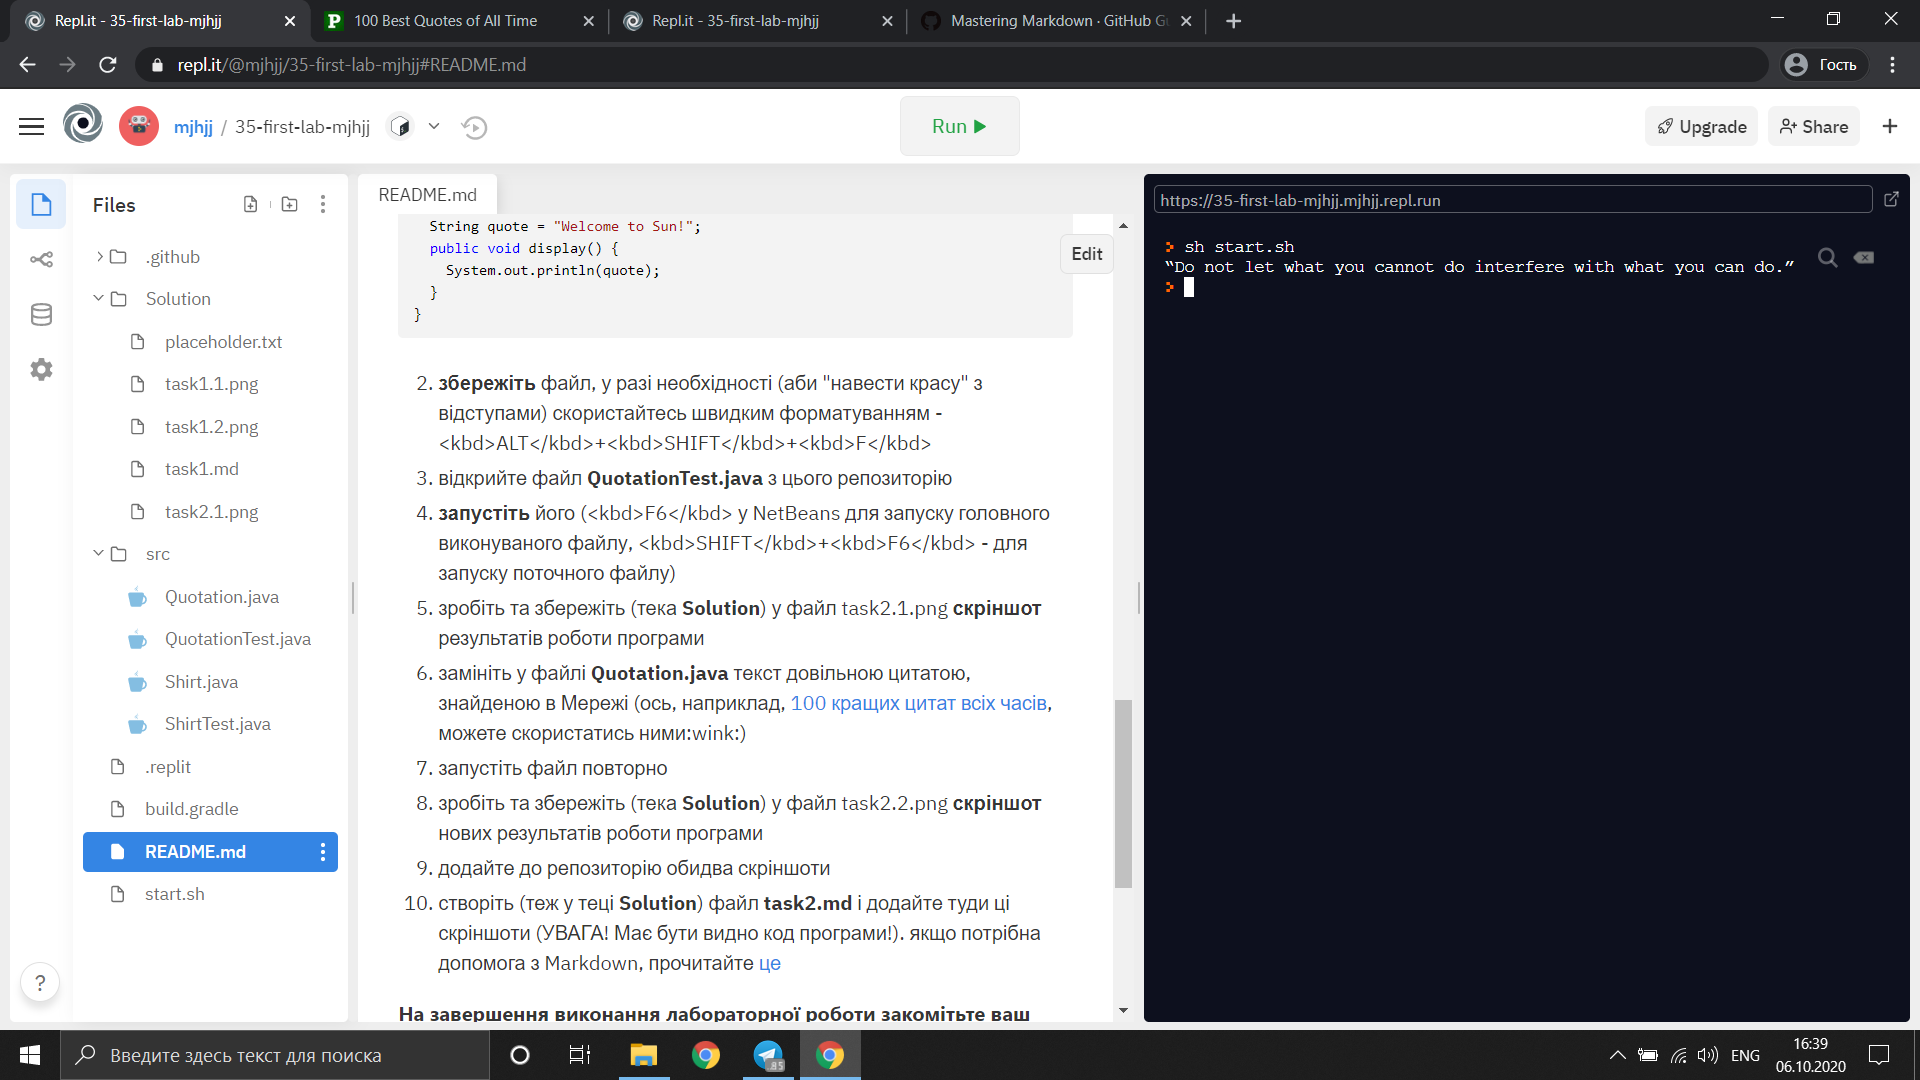 Repl.it - 35-first-lab-mjhjj
100 Best Quotes of All Time
Repl.it - 35-first-lab-mjhjj
Mastering Markdown · GitHub Gu
repl.it/@mjhjj/35-first-lab-mjhjj#README.md
Гость
mjhjj / 35-first-lab-mjhjj
Run
Upgrade
Share
Files
.github
Solution
placeholder.txt
task1.1.png
task1.2.png
task1.md
task2.1.png
src
Quotation.java
QuotationTest.java
Shirt.java
ShirtTest.java
.replit
build.gradle
README.md
start.sh
?
README.md
Edit
String quote = "Welcome to Sun!";
public void display() {
System.out.println(quote);
}
}
2. збережіть файл, у разі необхідності (аби "навести красу" з
відступами) скористайтесь швидким форматуванням -
<kbd>ALT</kbd>+<kbd>SHIFT</kbd>+<kbd>F</kbd>
3. відкрийте файл QuotationTest.java з цього репозиторію
4. запустіть його (<kbd>F6</kbd> у NetBeans для запуску головного
виконуваного файлу, <kbd>SHIFT</kbd>+<kbd>F6</kbd> - для
запуску поточного файлу)
5. зробіть та збережіть (тека Solution) у файл task2.1.png скріншот
результатів роботи програми
6. замініть у файлі Quotation.java текст довільною цитатою,
знайденою в Мережі (ось, наприклад, 100 кращих цитат всіх часів,
можете скористатись ними:wink:)
7. запустіть файл повторно
8. зробіть та збережіть (тека Solution) у файл task2.2.png скріншот
нових результатів роботи програми
9. додайте до репозиторію обидва скріншоти
10. створіть (теж у теці Solution) файл task2.md і додайте туди ці
скріншоти (УВАГА! Має бути видно код програми!). якщо потрібна
допомога з Markdown, прочитайте це
На завершення виконання лабораторної роботи закомітьте ваш
https://35-first-lab-mjhjj.mjhjj.repl.run
> sh start.sh
“Do not let what you cannot do interfere with what you can do.”
>
Введите здесь текст для поиска
.85
ENG
16:39
06.10.2020